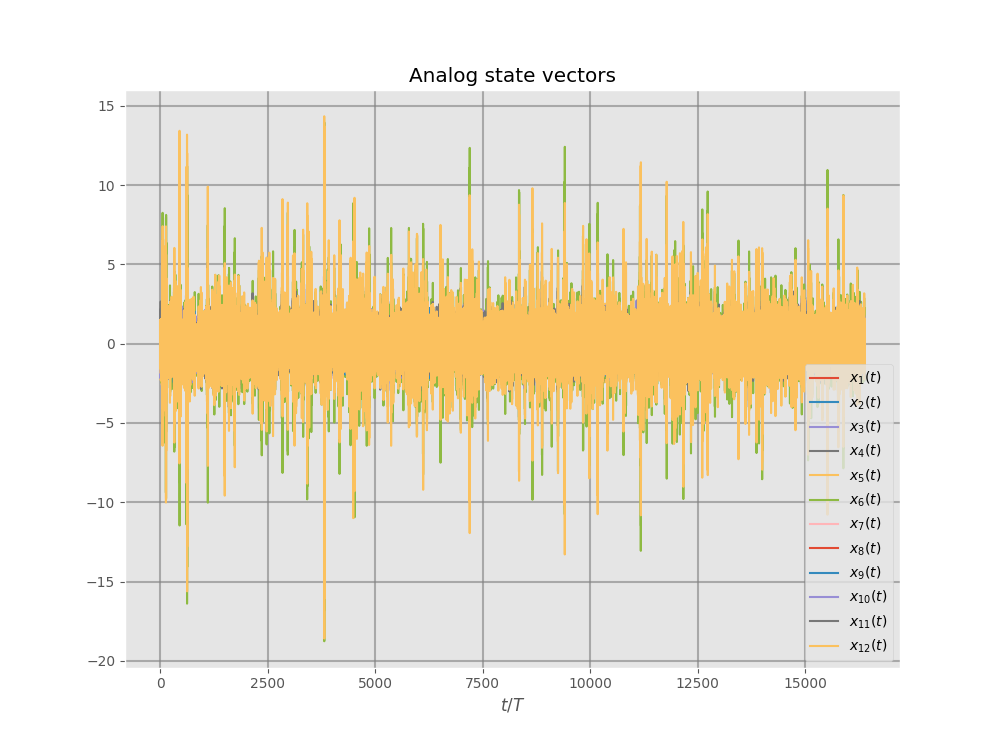 Analog state vectors
15
10
5
0
−5
−10
−15
−20
0 2500 5000 7500 10000 12500 15000
t/T
x₁(t)
x₂(t)
x₃(t)
x₄(t)
x₅(t)
x₆(t)
x₇(t)
x₈(t)
x₉(t)
x₁₀(t)
x₁₁(t)
x₁₂(t)